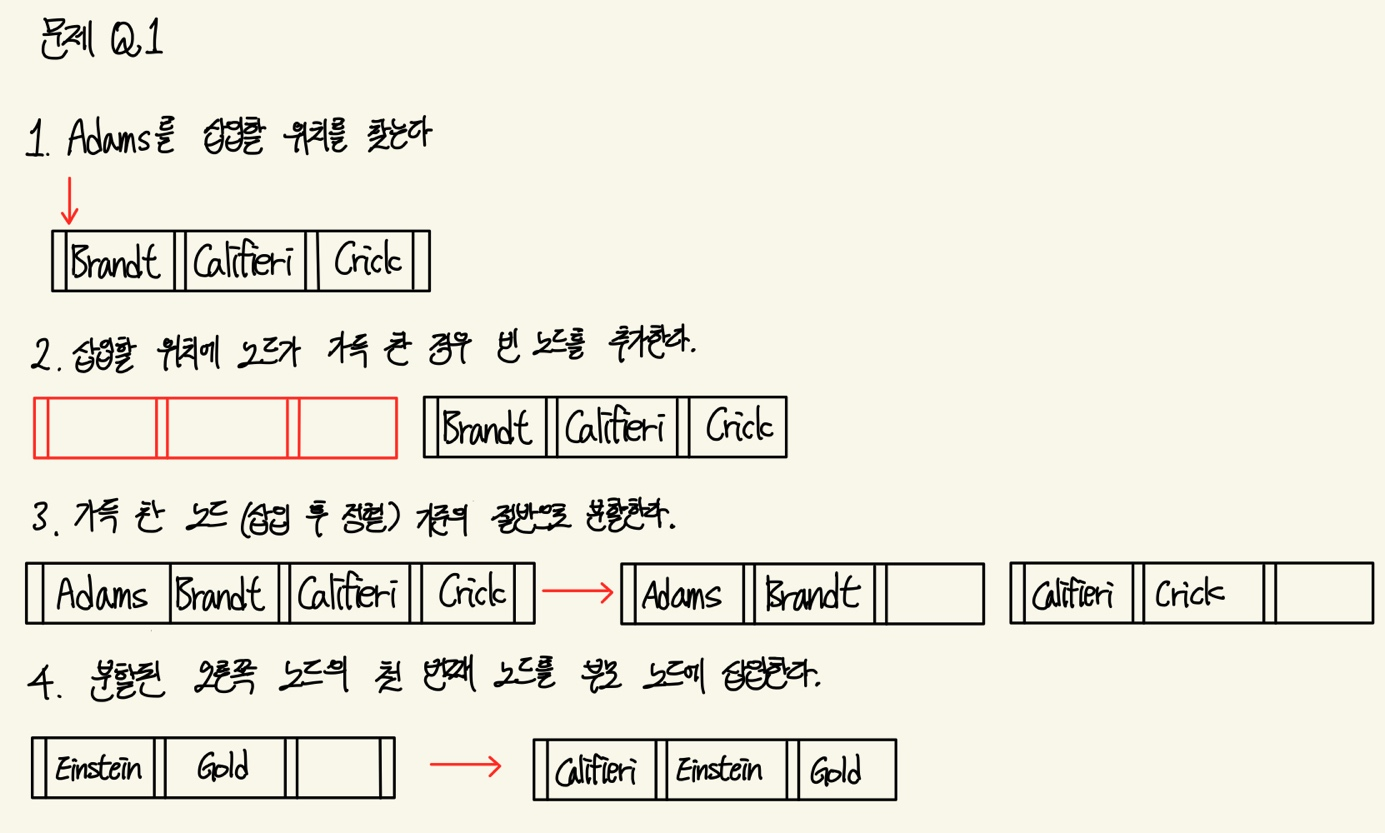 문제 Q.1
1. Adams를 삽입할 위치를 찾는다
Brandt Califieri Crick
2. 삽입할 위치에 노드가 가득 찬 경우 빈 노드를 추가한다.
Brandt Califieri Crick
3. 가득 찬 노드 (삽입 후 정렬) 기준의 절반으로 분할한다.
Adams Brandt Califieri Crick Adams Brandt Califieri Crick
4. 분할된 오른쪽 노드의 첫 번째 노드를 부모 노드에 삽입한다.
Einstein Gold Califieri Einstein Gold